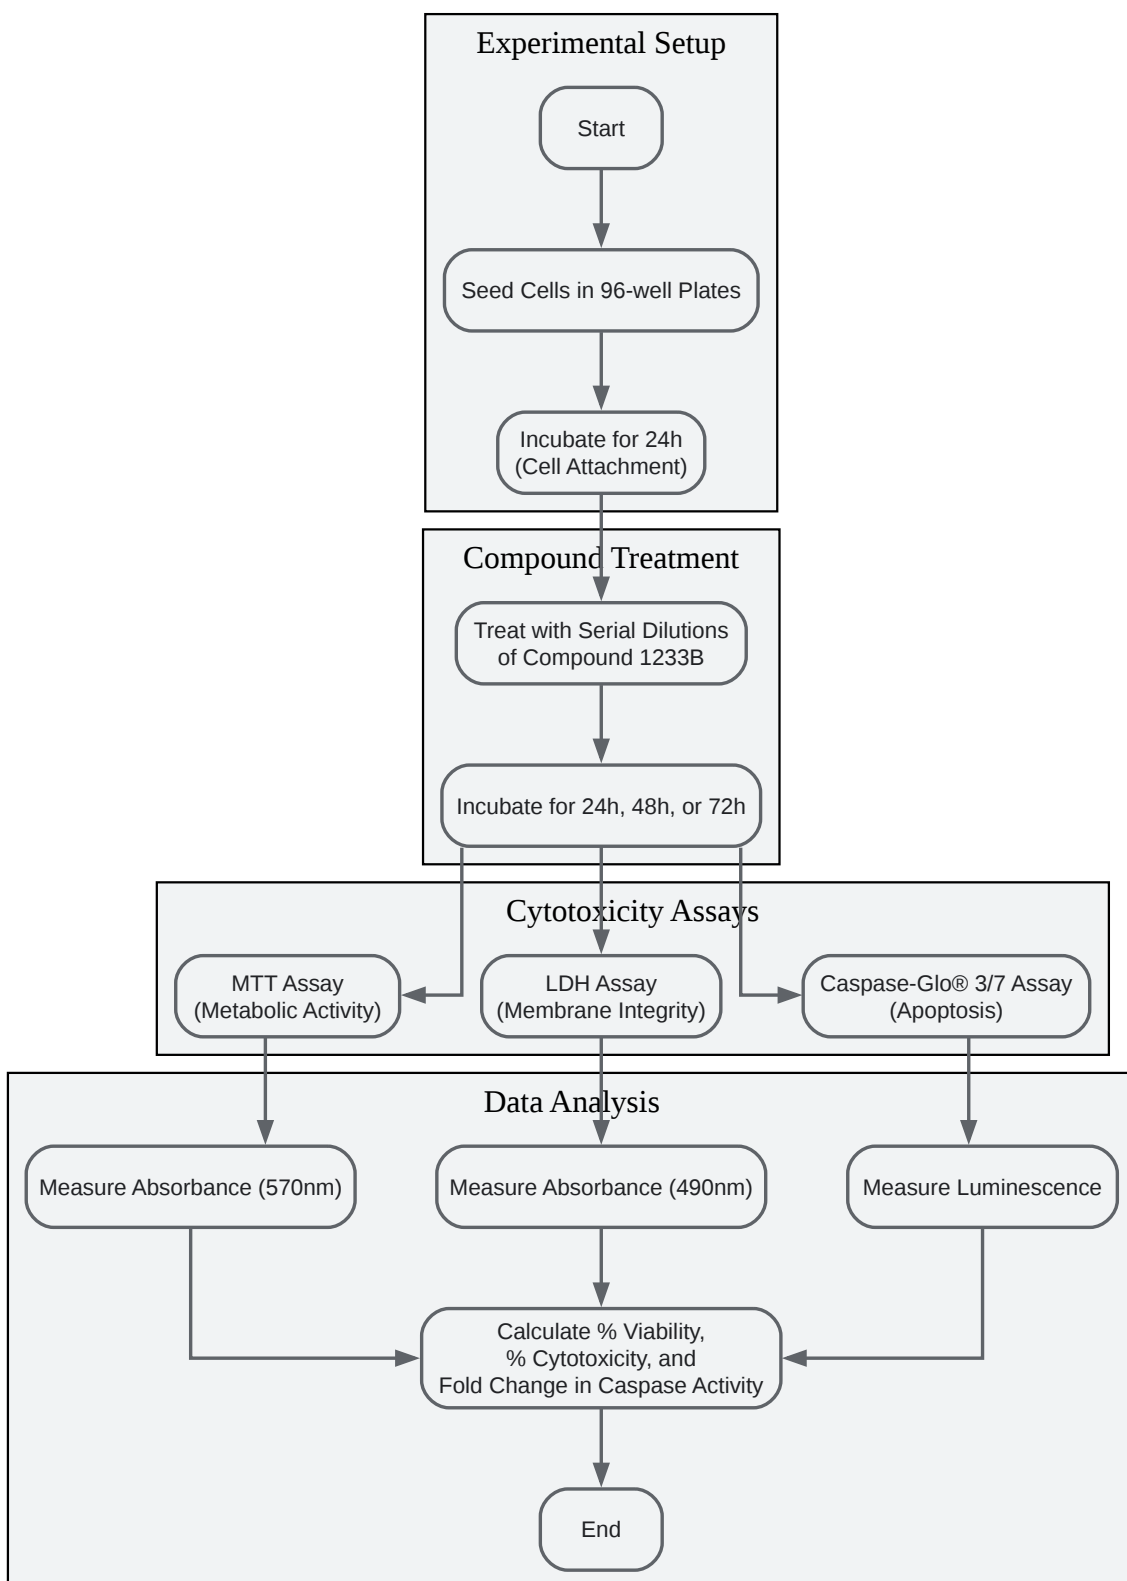 Experimental Setup
Start
Seed Cells in 96-well Plates
Incubate for 24h
(Cell Attachment)
Compound Treatment
Treat with Serial Dilutions
of Compound 1233B
Incubate for 24h, 48h, or 72h
Cytotoxicity Assays
MTT Assay
(Metabolic Activity)
LDH Assay
(Membrane Integrity)
Caspase-Glo® 3/7 Assay
(Apoptosis)
Data Analysis
Measure Absorbance (570nm)
Measure Absorbance (490nm)
Measure Luminescence
Calculate % Viability,
% Cytotoxicity, and
Fold Change in Caspase Activity
End